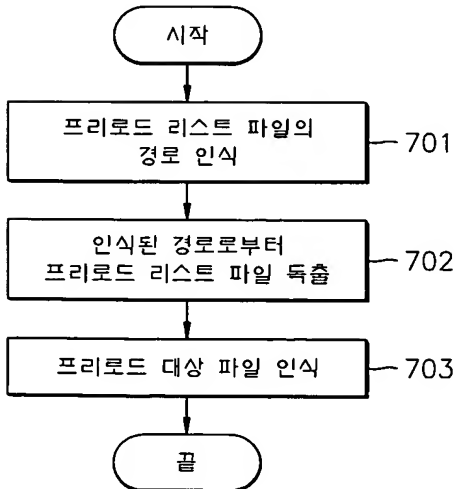 시작
프리로드 리스트 파일의
경로 인식
701
인식된 경로로부터
프리로드 리스트 파일 독출
702
프리로드 대상 파일 인식
703
끝